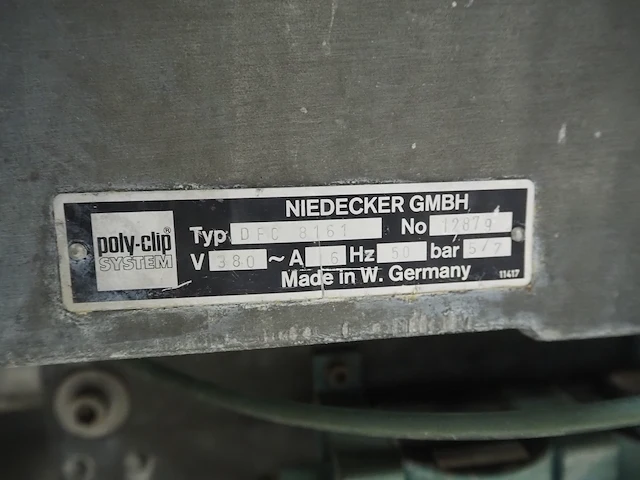 NIEDECKER GMBH
poly-clip®
SYSTEM
Typ DFC 8161 No 12879
V 380 ~ A 16 Hz 50 bar 5/7
Made in W. Germany
11417